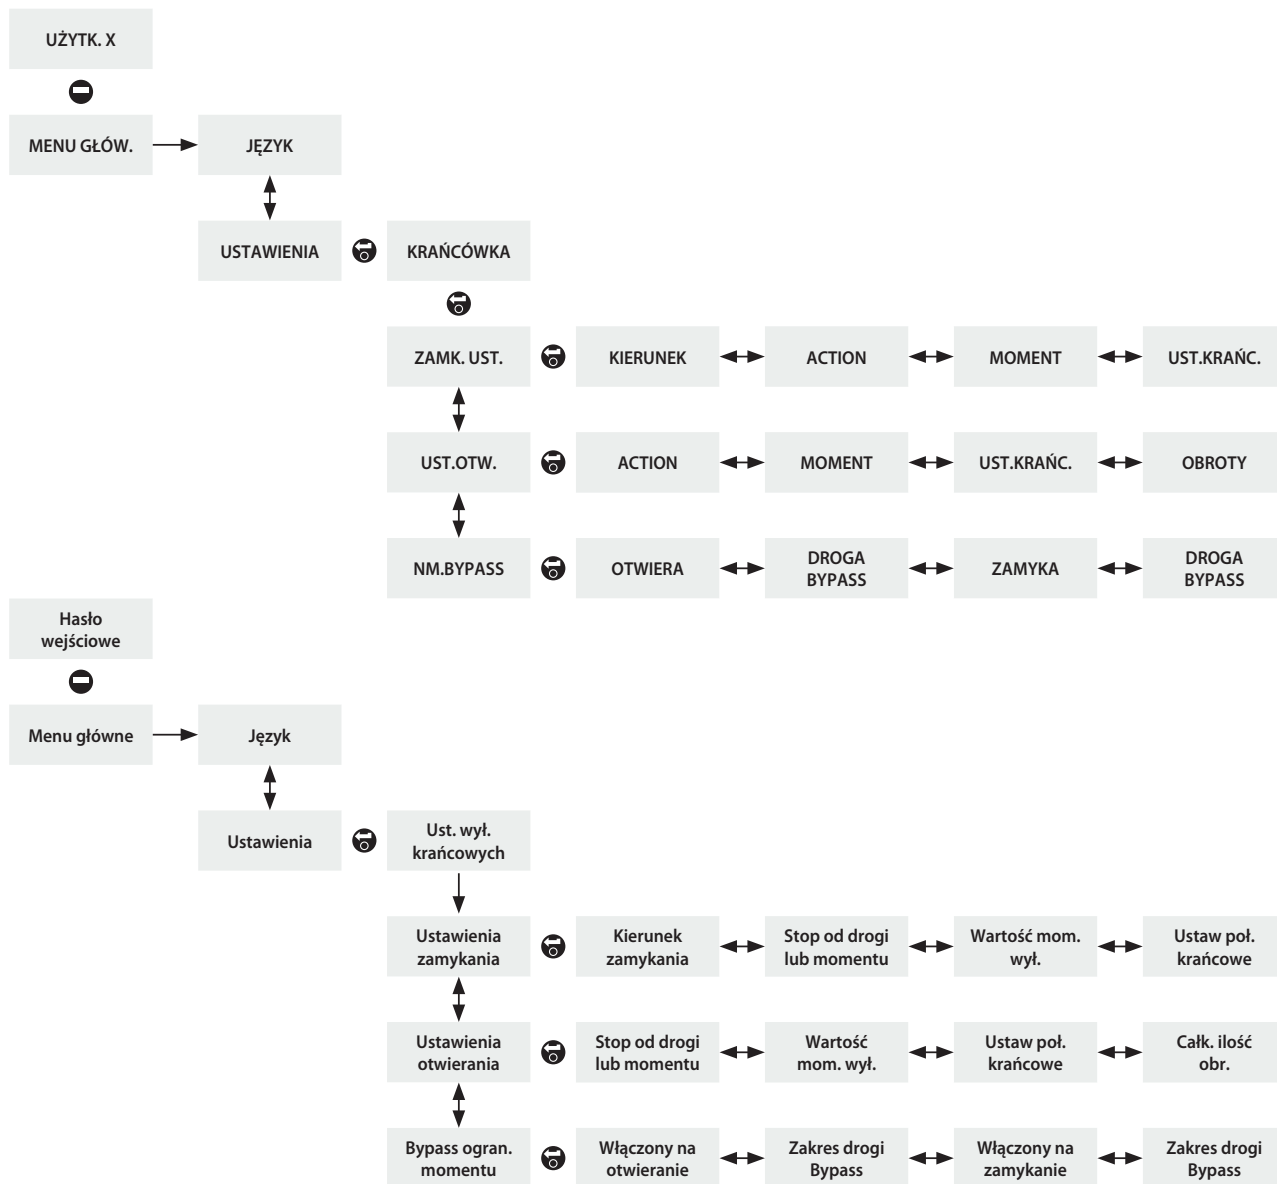 UŻYTK. X
MENU GŁÓW.
JĘZYK
USTAWIENIA
KRAŃCÓWKA
ZAMK. UST.
KIERUNEK
ACTION
MOMENT
UST.KRAŃC.
UST.OTW.
ACTION
MOMENT
UST.KRAŃC.
OBROTY
NM.BYPASS
OTWIERA
DROGA
BYPASS
ZAMYKA
DROGA
BYPASS
Hasło
wejściowe
Menu główne
Język
Ustawienia
Ust. wył.
krańcowych
Ustawienia
zamykania
Kierunek
zamykania
Stop od drogi
lub momentu
Wartość mom.
wył.
Ustaw poł.
krańcowe
Ustawienia
otwierania
Stop od drogi
lub momentu
Wartość
mom. wył.
Ustaw poł.
krańcowe
Całk. ilość
obr.
Bypass ogran.
momentu
Włączony na
otwieranie
Zakres drogi
Bypass
Włączony na
zamykanie
Zakres drogi
Bypass